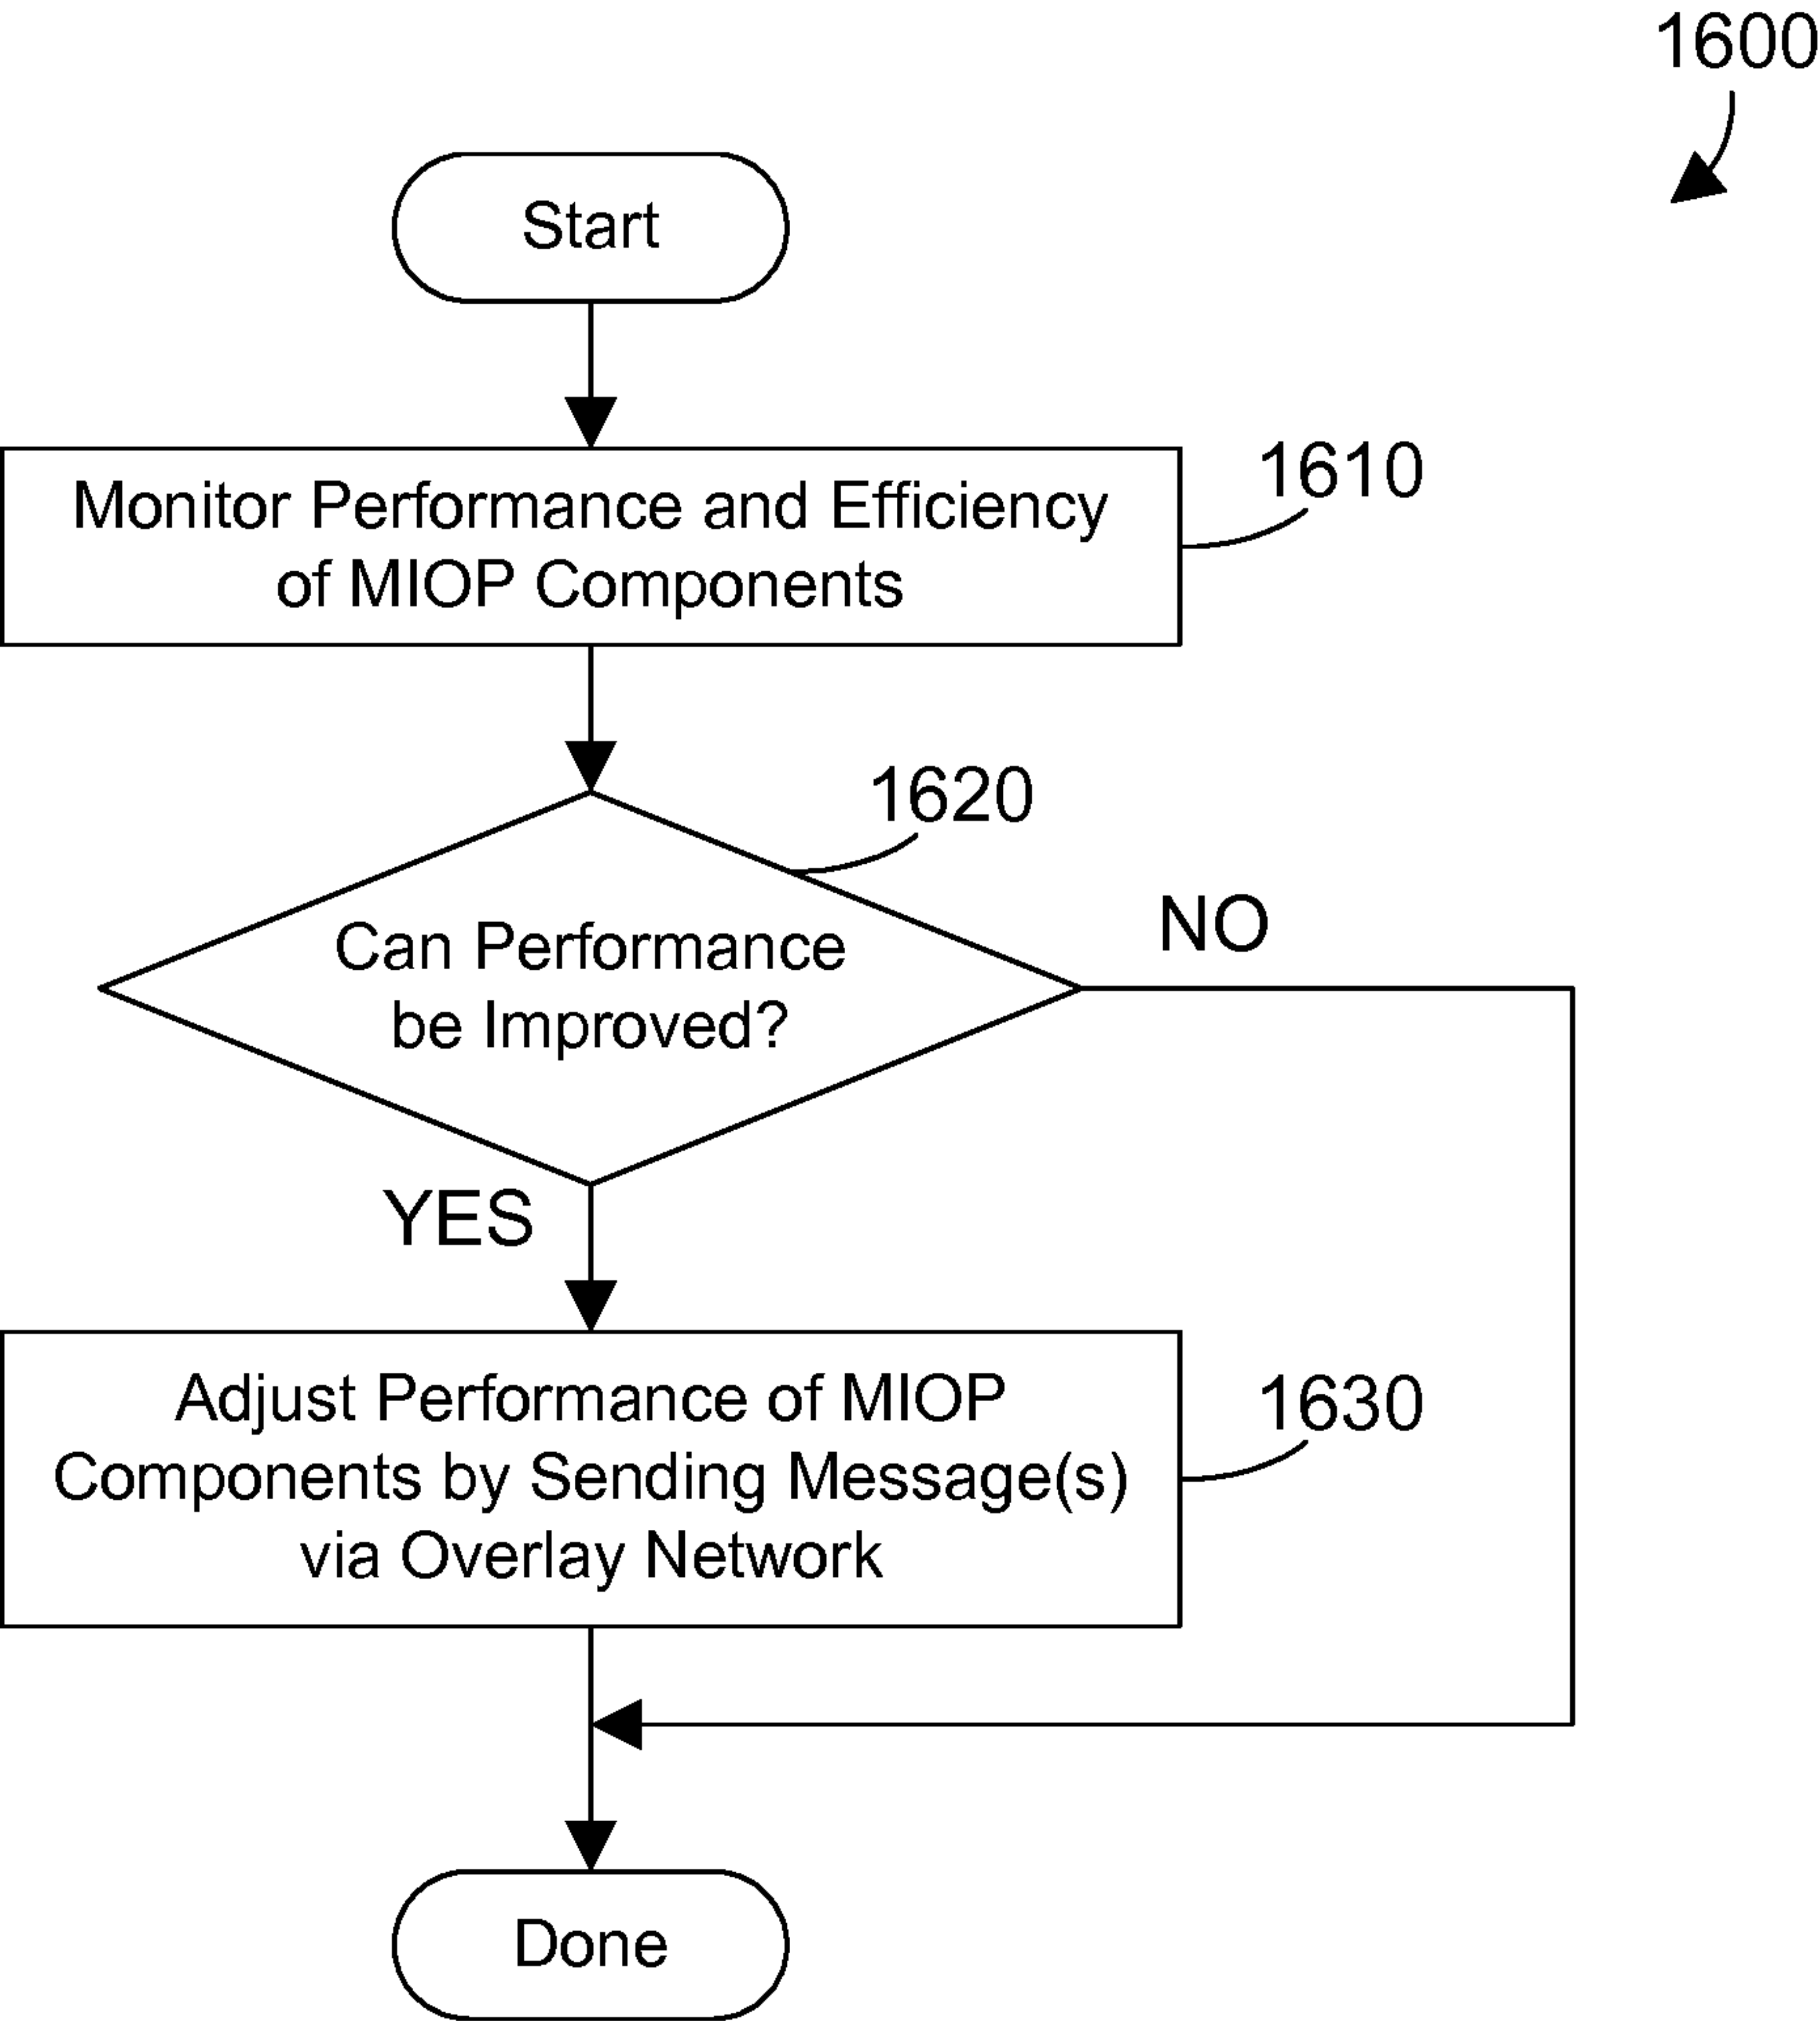 1600
Start
Monitor Performance and Efficiency
of MIOP Components
1610
1620
Can Performance
be Improved?
NO
YES
Adjust Performance of MIOP
Components by Sending Message(s)
via Overlay Network
1630
Done